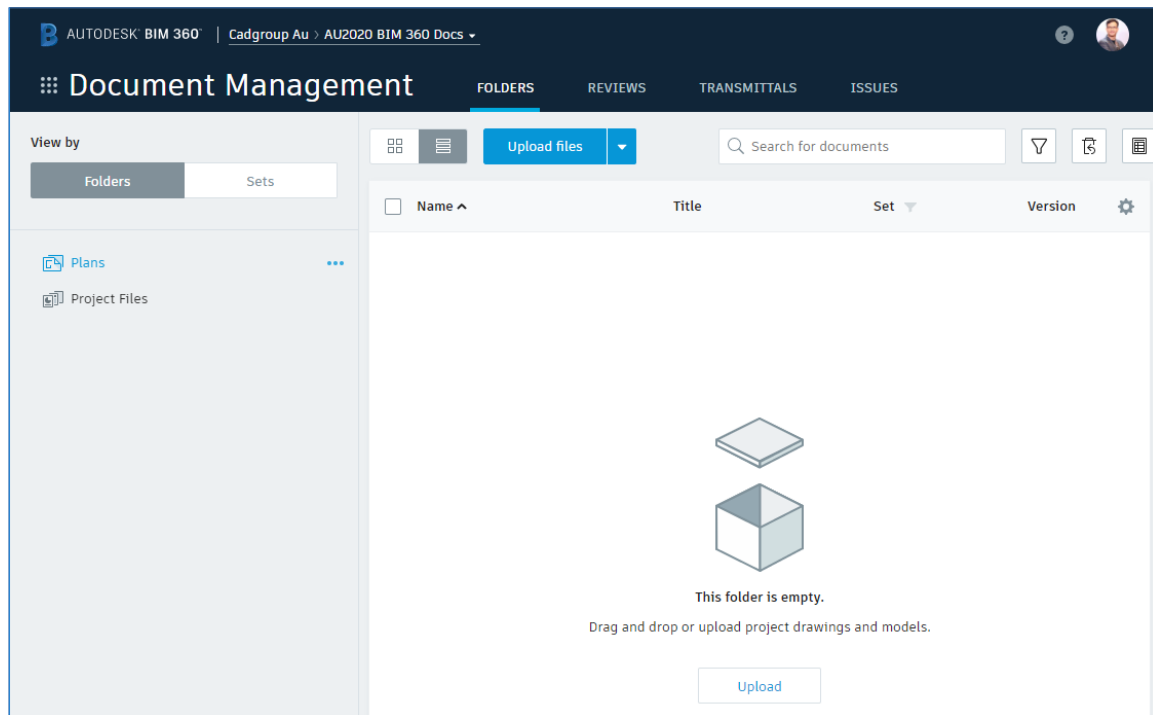 AUTODESK® BIM 360® | Cadgroup Au > AU2020 BIM 360 Docs
?
Document Management FOLDERS REVIEWS TRANSMITTALS ISSUES
View by
Upload files Search for documents
Folders Sets
Name Title Set Version
Plans
Project Files
This folder is empty.
Drag and drop or upload project drawings and models.
Upload